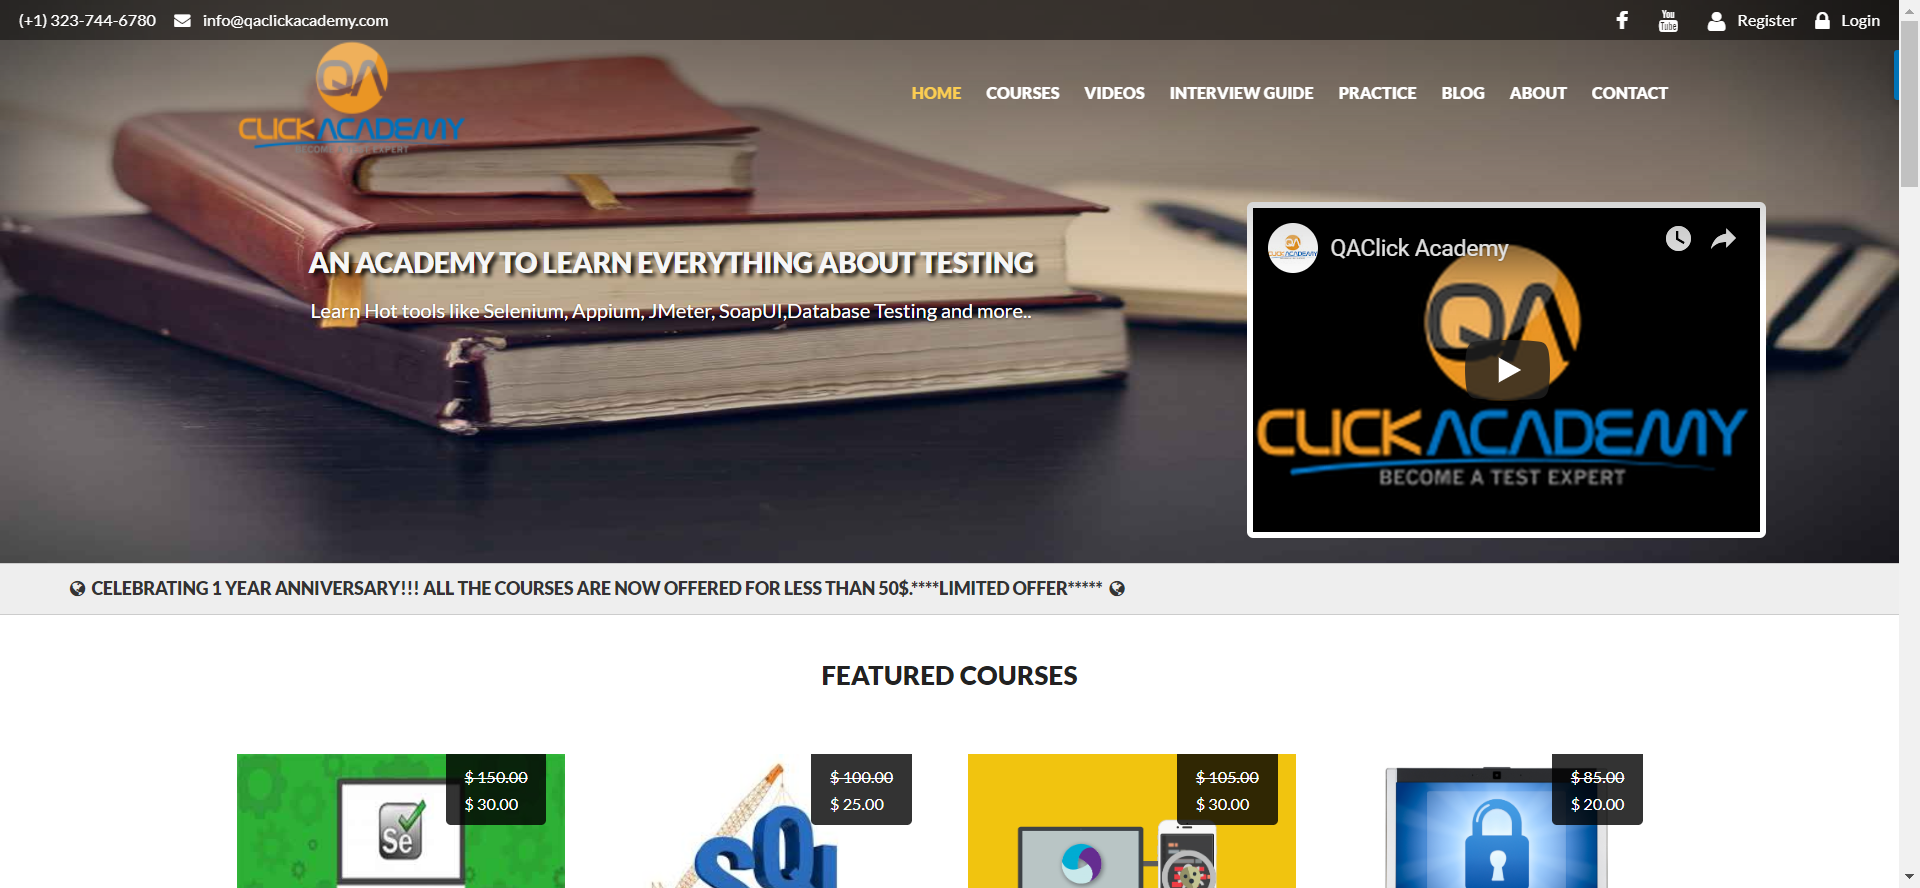 (+1) 323-744-6780 info@qaclickacademy.com
You Tube Register Login
QA
CLICKACADEMY
BECOME A TEST EXPERT
HOME COURSES VIDEOS INTERVIEW GUIDE PRACTICE BLOG ABOUT CONTACT
AN ACADEMY TO LEARN EVERYTHING ABOUT TESTING
Learn Hot tools like Selenium, Appium, JMeter, SoapUI,Database Testing and more..
QAClick Academy
QA
CLICKACADEMY
BECOME A TEST EXPERT
CELEBRATING 1 YEAR ANNIVERSARY!!! ALL THE COURSES ARE NOW OFFERED FOR LESS THAN 50$.****LIMITED OFFER*****
FEATURED COURSES
$ 150.00
$ 30.00
Se
$ 100.00
$ 25.00
SQL
$ 105.00
$ 30.00
$ 85.00
$ 20.00